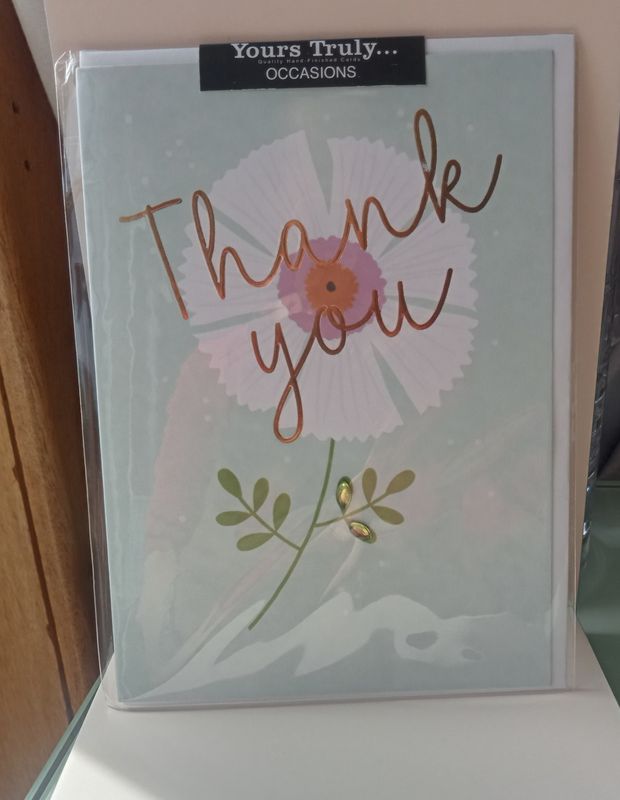 Yours Truly...
Quality Hand-Finished Cards
OCCASIONS
Thank
you